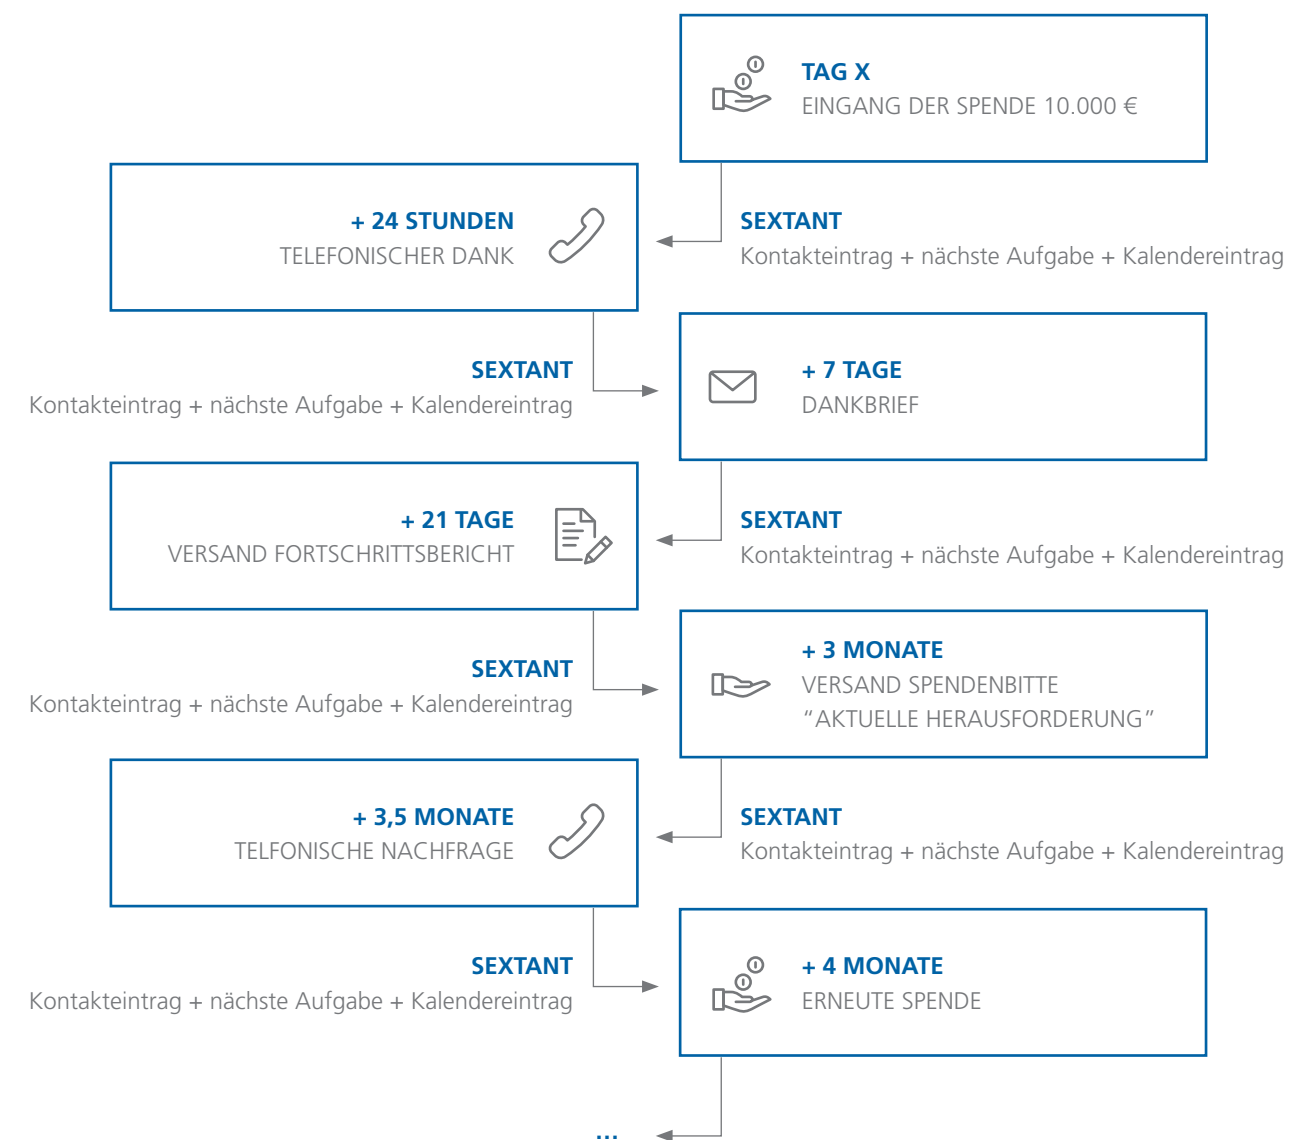 TAG X
EINGANG DER SPENDE 10.000 €
SEXTANT
Kontakteintrag + nächste Aufgabe + Kalendereintrag
+ 24 STUNDEN
TELEFONISCHER DANK
SEXTANT
Kontakteintrag + nächste Aufgabe + Kalendereintrag
+ 7 TAGE
DANKBRIEF
SEXTANT
Kontakteintrag + nächste Aufgabe + Kalendereintrag
+ 21 TAGE
VERSAND FORTSCHRITTSBERICHT
SEXTANT
Kontakteintrag + nächste Aufgabe + Kalendereintrag
+ 3 MONATE
VERSAND SPENDENBITTE
“AKTUELLE HERAUSFORDERUNG”
SEXTANT
Kontakteintrag + nächste Aufgabe + Kalendereintrag
+ 3,5 MONATE
TELFONISCHE NACHFRAGE
SEXTANT
Kontakteintrag + nächste Aufgabe + Kalendereintrag
+ 4 MONATE
ERNEUTE SPENDE
...